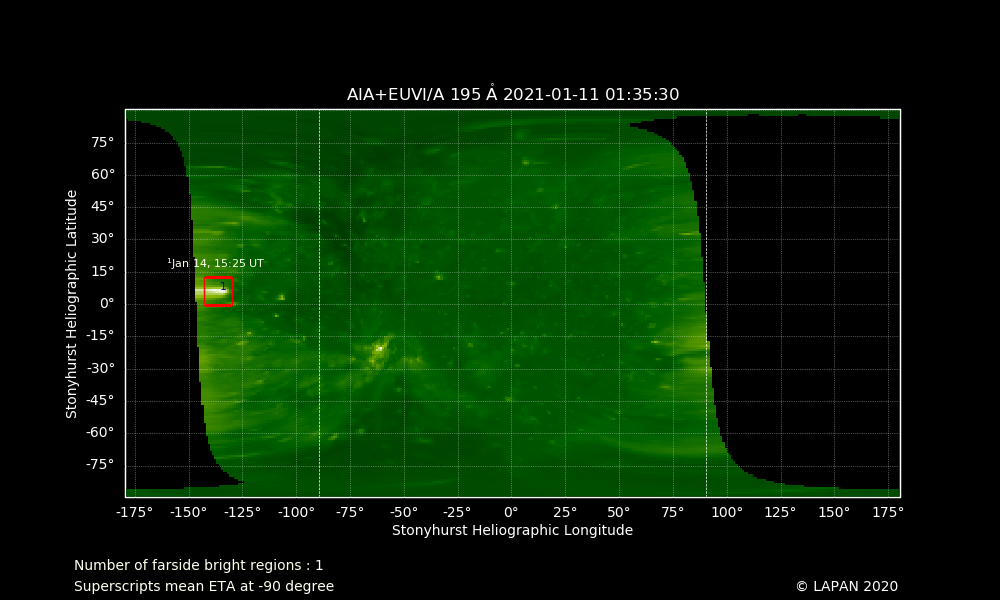 AIA+EUVI/A 195 Å 2021-01-11 01:35:30
75°
60°
45°
30°
15°
0°
-15°
-30°
-45°
-60°
-75°
Stonyhurst Heliographic Latitude
¹Jan 14, 15:25 UT
1
-175° -150° -125° -100° -75° -50° -25° 0° 25° 50° 75° 100° 125° 150° 175°
Stonyhurst Heliographic Longitude
Number of farside bright regions : 1
Superscripts mean ETA at -90 degree
© LAPAN 2020